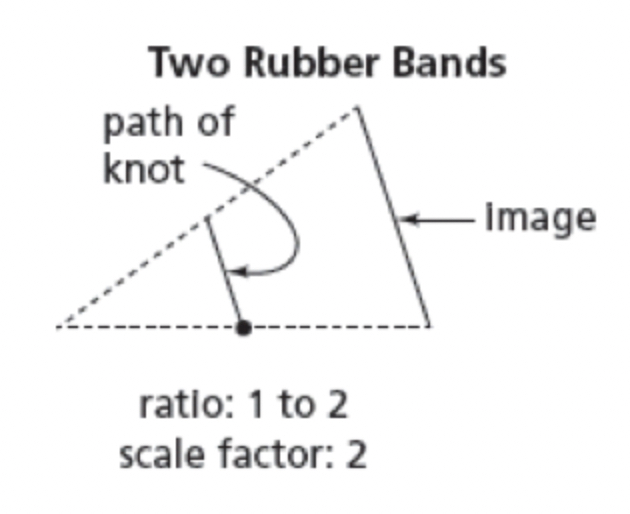 Two Rubber Bands
path of
knot
image
ratio: 1 to 2
scale factor: 2